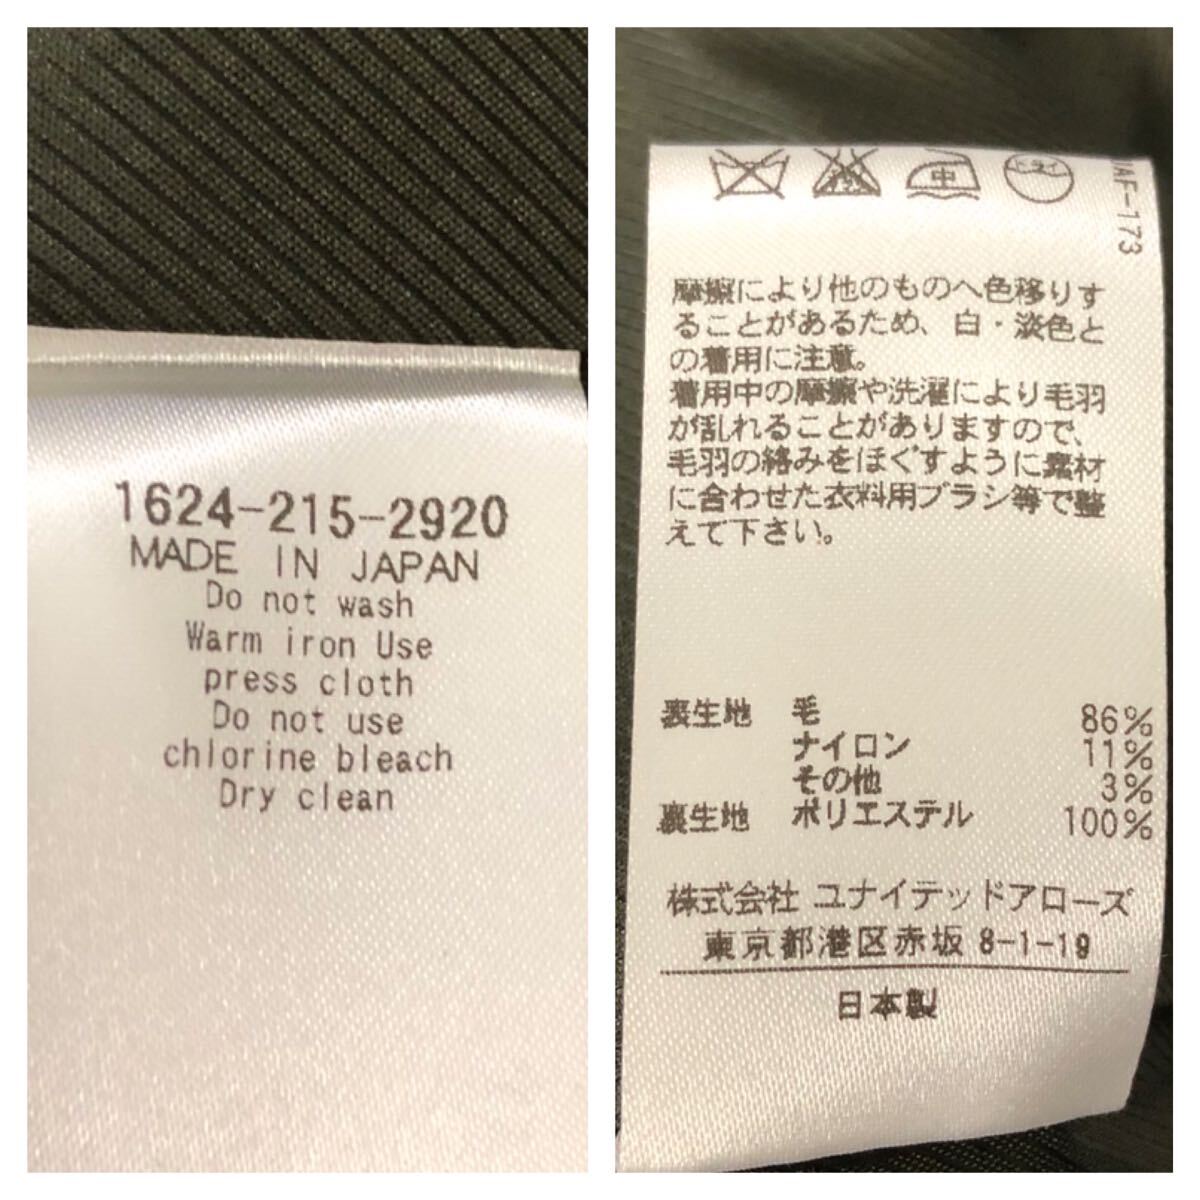 1624-215-2920
MADE IN JAPAN
Do not wash
Warm iron Use
press cloth
Do not use
chlorine bleach
Dry clean
中
ドライ
UAF-173
摩擦により他のものへ色移りす
ることがあるため、白・淡色と
の着用に注意。
着用中の摩擦や洗濯により毛羽
が乱れることがありますので、
毛羽の絡みをほぐすように素材
に合わせた衣料用ブラシ等で整
えて下さい。
表生地 毛 86%
ナイロン 11%
その他 3%
裏生地 ポリエステル 100%
株式会社 ユナイテッドアローズ
東京都港区赤坂 8-1-19
日本製